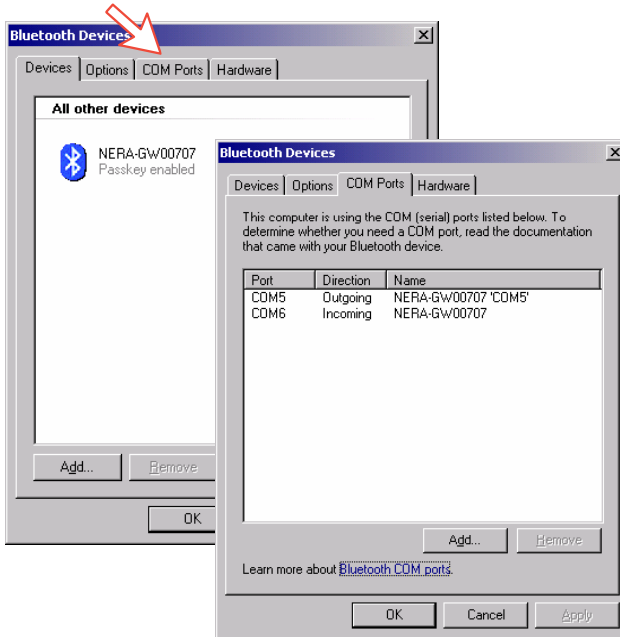 Bluetooth Devices
Devices Options COM Ports Hardware
All other devices
NERA-GW00707
Passkey enabled
Add... Remove
OK
Bluetooth Devices
Devices Options COM Ports Hardware
This computer is using the COM (serial) ports listed below. To
determine whether you need a COM port, read the documentation
that came with your Bluetooth device.
Port Direction Name
COM5 Outgoing NERA-GW00707 'COM5'
COM6 Incoming NERA-GW00707
Add... Remove
Learn more about Bluetooth COM ports.
OK Cancel Apply